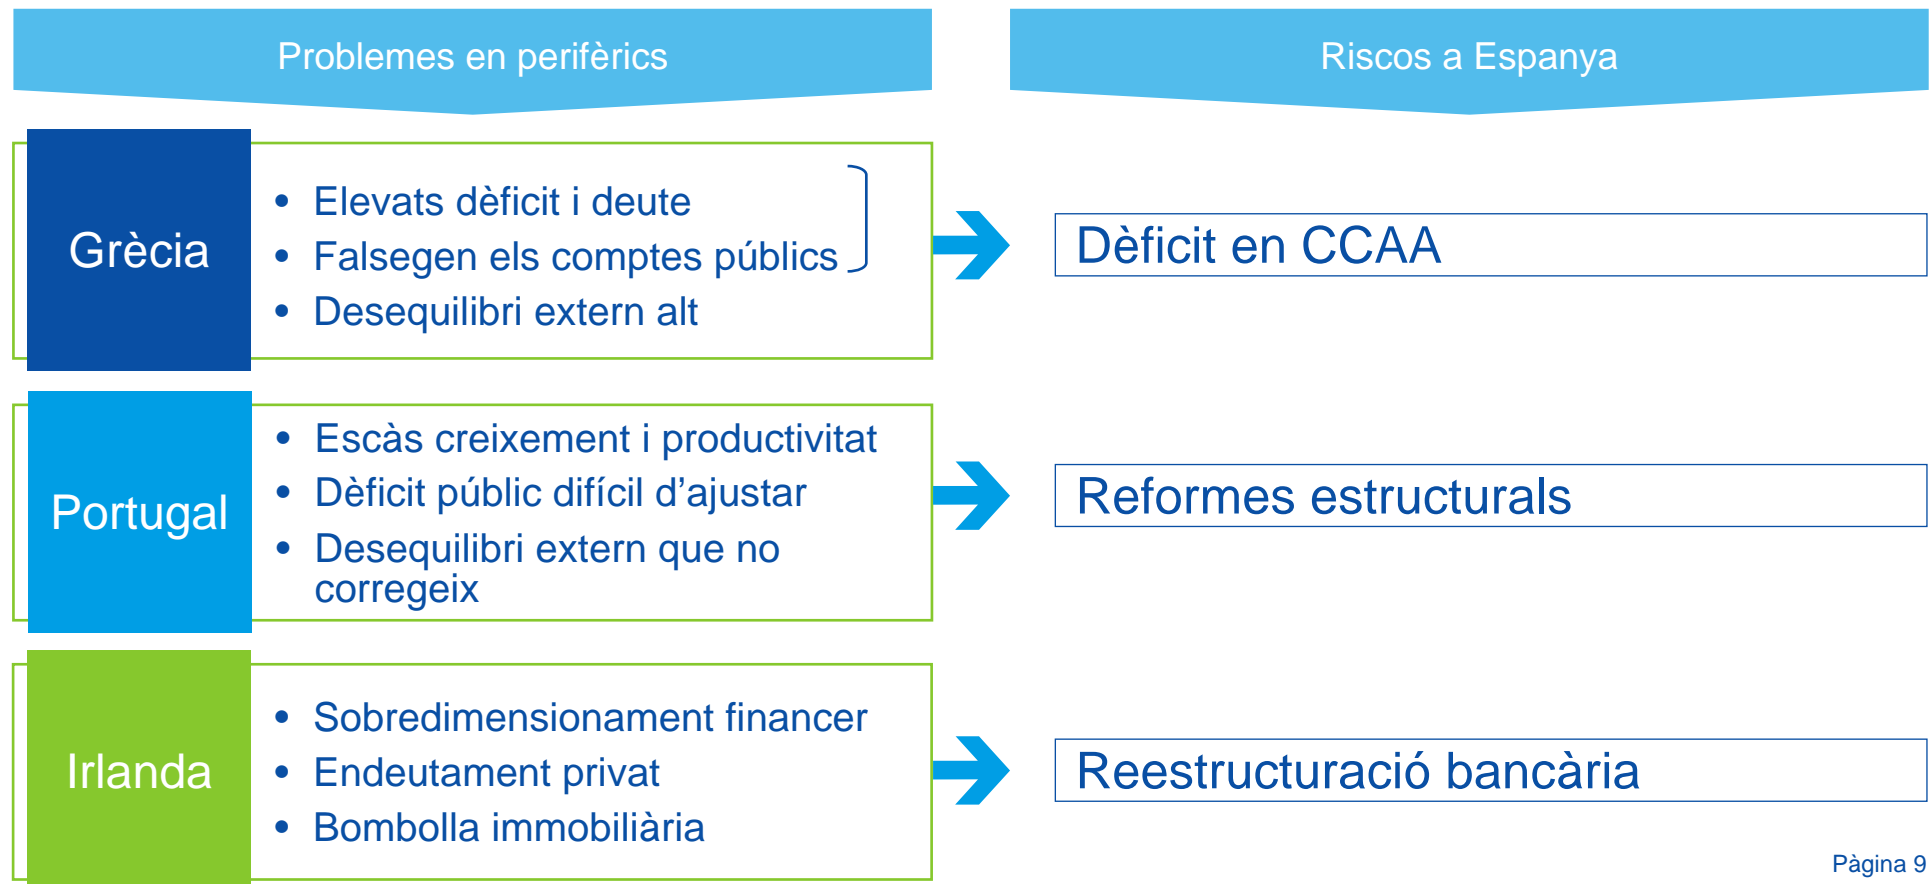 Problemes en perifèrics
Riscos a Espanya
Grècia
• Elevats dèficit i deute
• Falsegen els comptes públics
• Desequilibri extern alt
Dèficit en CCAA
Portugal
• Escàs creixement i productivitat
• Dèficit públic difícil d’ajustar
• Desequilibri extern que no
corregeix
Reformes estructurals
Irlanda
• Sobredimensionament financer
• Endeutament privat
• Bombolla immobiliària
Reestructuració bancària
Pàgina 9